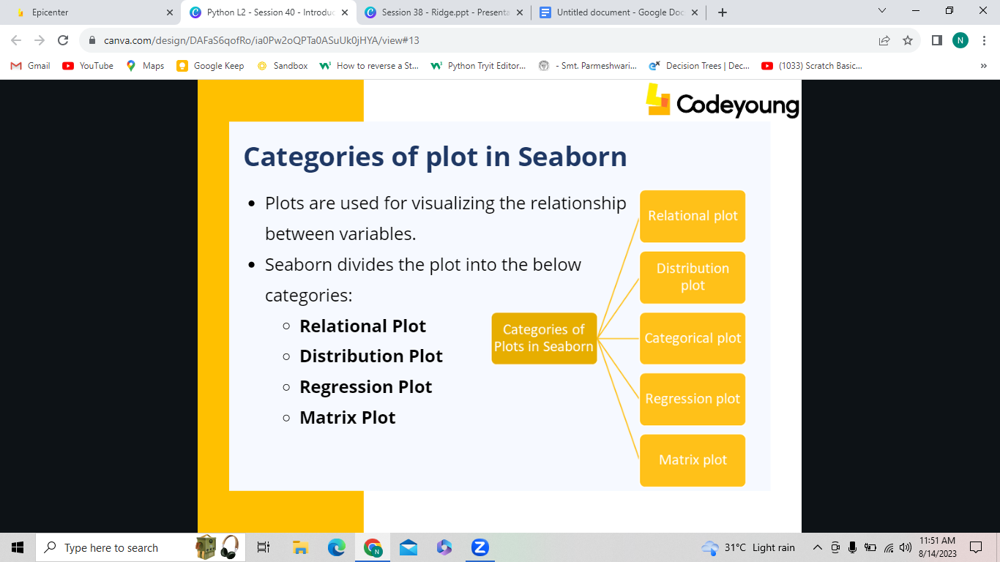 Epicenter
Python L2 - Session 40 - Introduc
Session 38 - Ridge.ppt - Presenta
Untitled document - Google Doc
canva.com/design/DAFaS6qofRo/ia0Pw2oQPTa0ASuUk0jHYA/view#13
N
Gmail
YouTube
Maps
Google Keep
Sandbox
How to reverse a St...
Python Tryit Editor...
- Smt. Parmeshwari...
Decision Trees | Dec...
(1033) Scratch Basic...
»
Codeyoung
Categories of plot in Seaborn
• Plots are used for visualizing the relationship
between variables.
• Seaborn divides the plot into the below
categories:
○ Relational Plot
○ Distribution Plot
○ Regression Plot
○ Matrix Plot
Categories of
Plots in Seaborn
Relational plot
Distribution
plot
Categorical plot
Regression plot
Matrix plot
Type here to search
N
Z
31°C Light rain
11:51 AM
8/14/2023